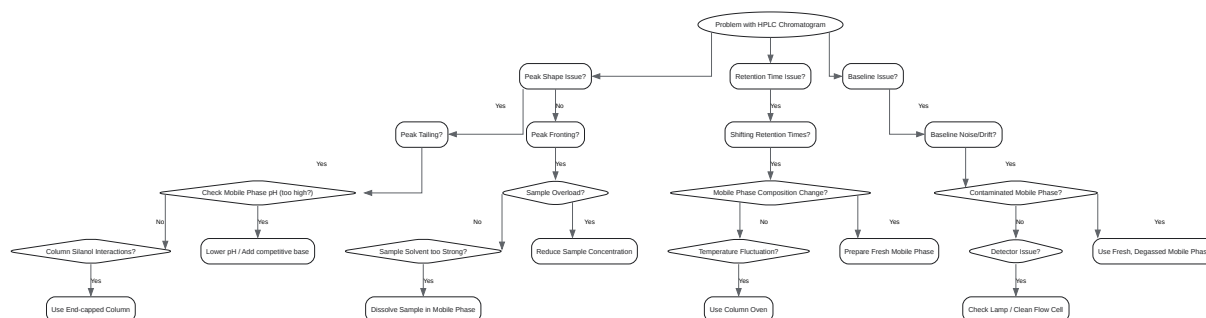 Problem with HPLC Chromatogram
Peak Shape Issue?
Retention Time Issue?
Baseline Issue?
Yes
No
Yes
Yes
Peak Tailing?
Peak Fronting?
Shifting Retention Times?
Baseline Noise/Drift?
Yes
Yes
Yes
Yes
Check Mobile Phase pH (too high?)
Sample Overload?
Mobile Phase Composition Change?
Contaminated Mobile Phase?
No
Yes
No
Yes
No
Yes
No
Yes
Column Silanol Interactions?
Lower pH / Add competitive base
Sample Solvent too Strong?
Reduce Sample Concentration
Temperature Fluctuation?
Prepare Fresh Mobile Phase
Detector Issue?
Use Fresh, Degassed Mobile Phas
Yes
Yes
Yes
Yes
Use End-capped Column
Dissolve Sample in Mobile Phase
Use Column Oven
Check Lamp / Clean Flow Cell